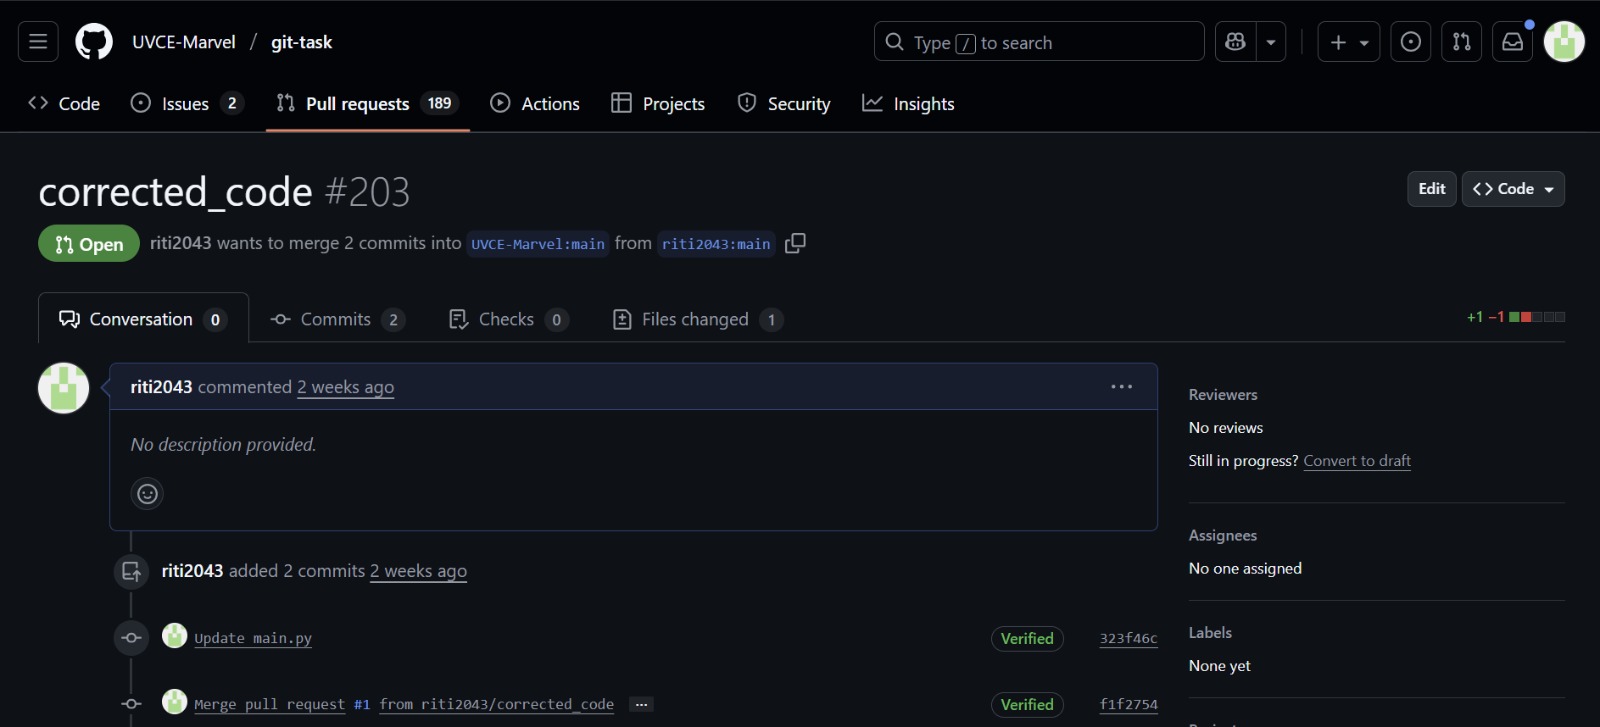 UVCE-Marvel / git-task
Type / to search
Code Issues 2 Pull requests 189 Actions Projects Security Insights
corrected_code #203
Edit Code
Open riti2043 wants to merge 2 commits into UVCE-Marvel:main from riti2043:main
Conversation 0 Commits 2 Checks 0 Files changed 1 +1 −1
riti2043 commented 2 weeks ago ...
No description provided.
riti2043 added 2 commits 2 weeks ago
Update main.py Verified 323f46c
Merge pull request #1 from riti2043/corrected_code ... Verified f1f2754
Reviewers
No reviews
Still in progress? Convert to draft
Assignees
No one assigned
Labels
None yet